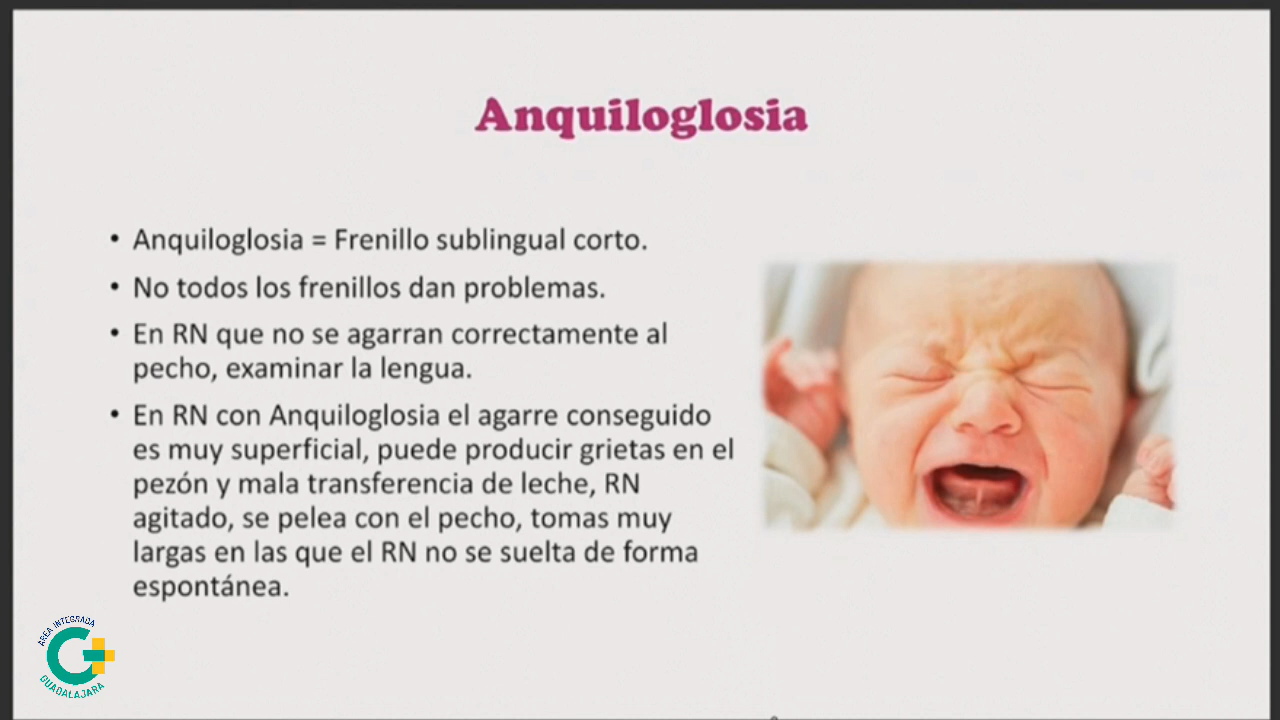 Anquiloglosia
• Anquiloglosia = Frenillo sublingual corto.
• No todos los frenillos dan problemas.
• En RN que no se agarran correctamente al
pecho, examinar la lengua.
• En RN con Anquiloglosia el agarre conseguido
es muy superficial, puede producir grietas en el
pezón y mala transferencia de leche, RN
agitado, se pelea con el pecho, tomas muy
largas en las que el RN no se suelta de forma
espontánea.
ÁREA INTEGRADA
GUADALAJARA